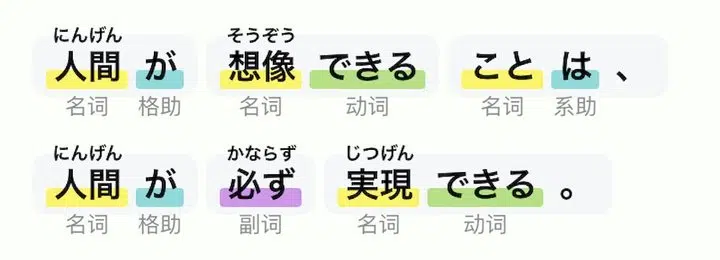 にんげん そうぞう
人間 が 想像 できる こと は 、
名词 格助 名词 动词 名词 系助
にんげん かならず じつげん
人間 が 必ず 実現 できる 。
名词 格助 副词 名词 动词